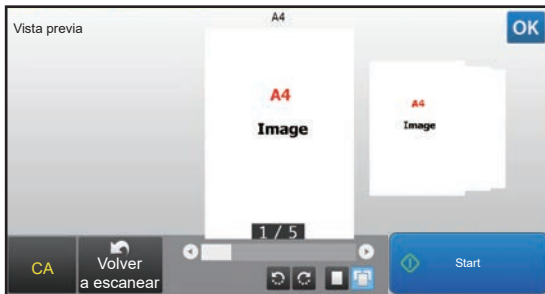 A4
Vista previa
OK
A4
Image
A4
Image
1 / 5
CA
Volver
a escanear
Start